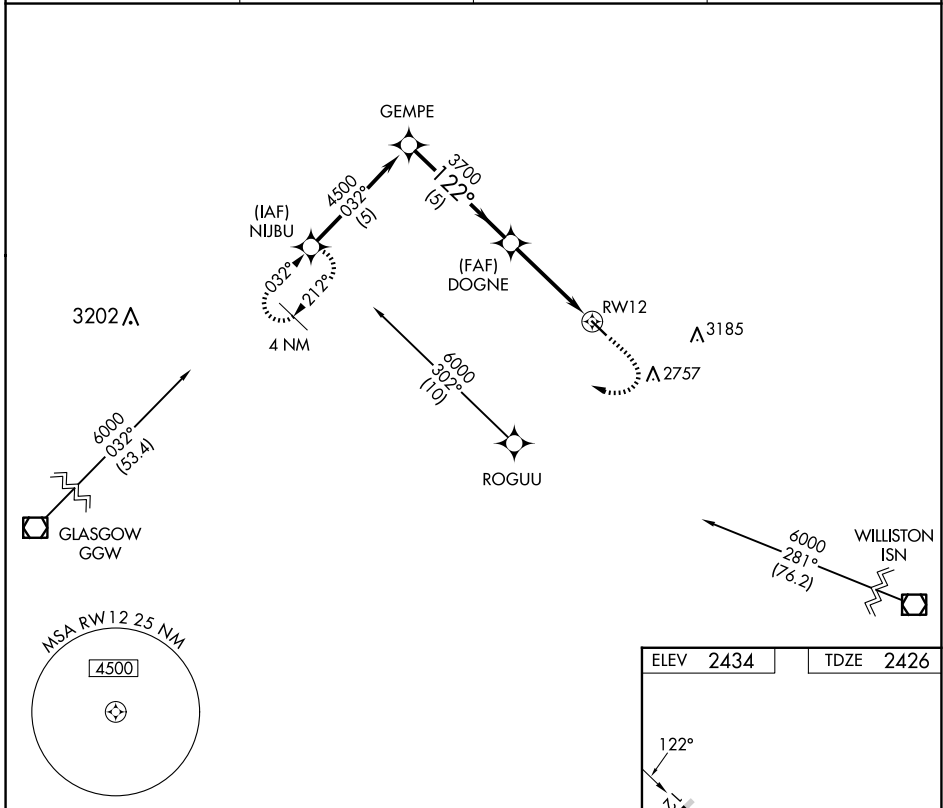 GEMPE
3700
122°
(5)
4500
032°
(5)
(IAF)
NIJBU
032°
212°
4 NM
(FAF)
DOGNE
RW12
3202
3185
2757
6000
302°
(10)
ROGUU
6000
032°
(53.4)
GLASGOW
GGW
6000
281°
(76.2)
WILLISTON
ISN
MSA RW12 25 NM
4500
ELEV 2434
TDZE 2426
122°
12